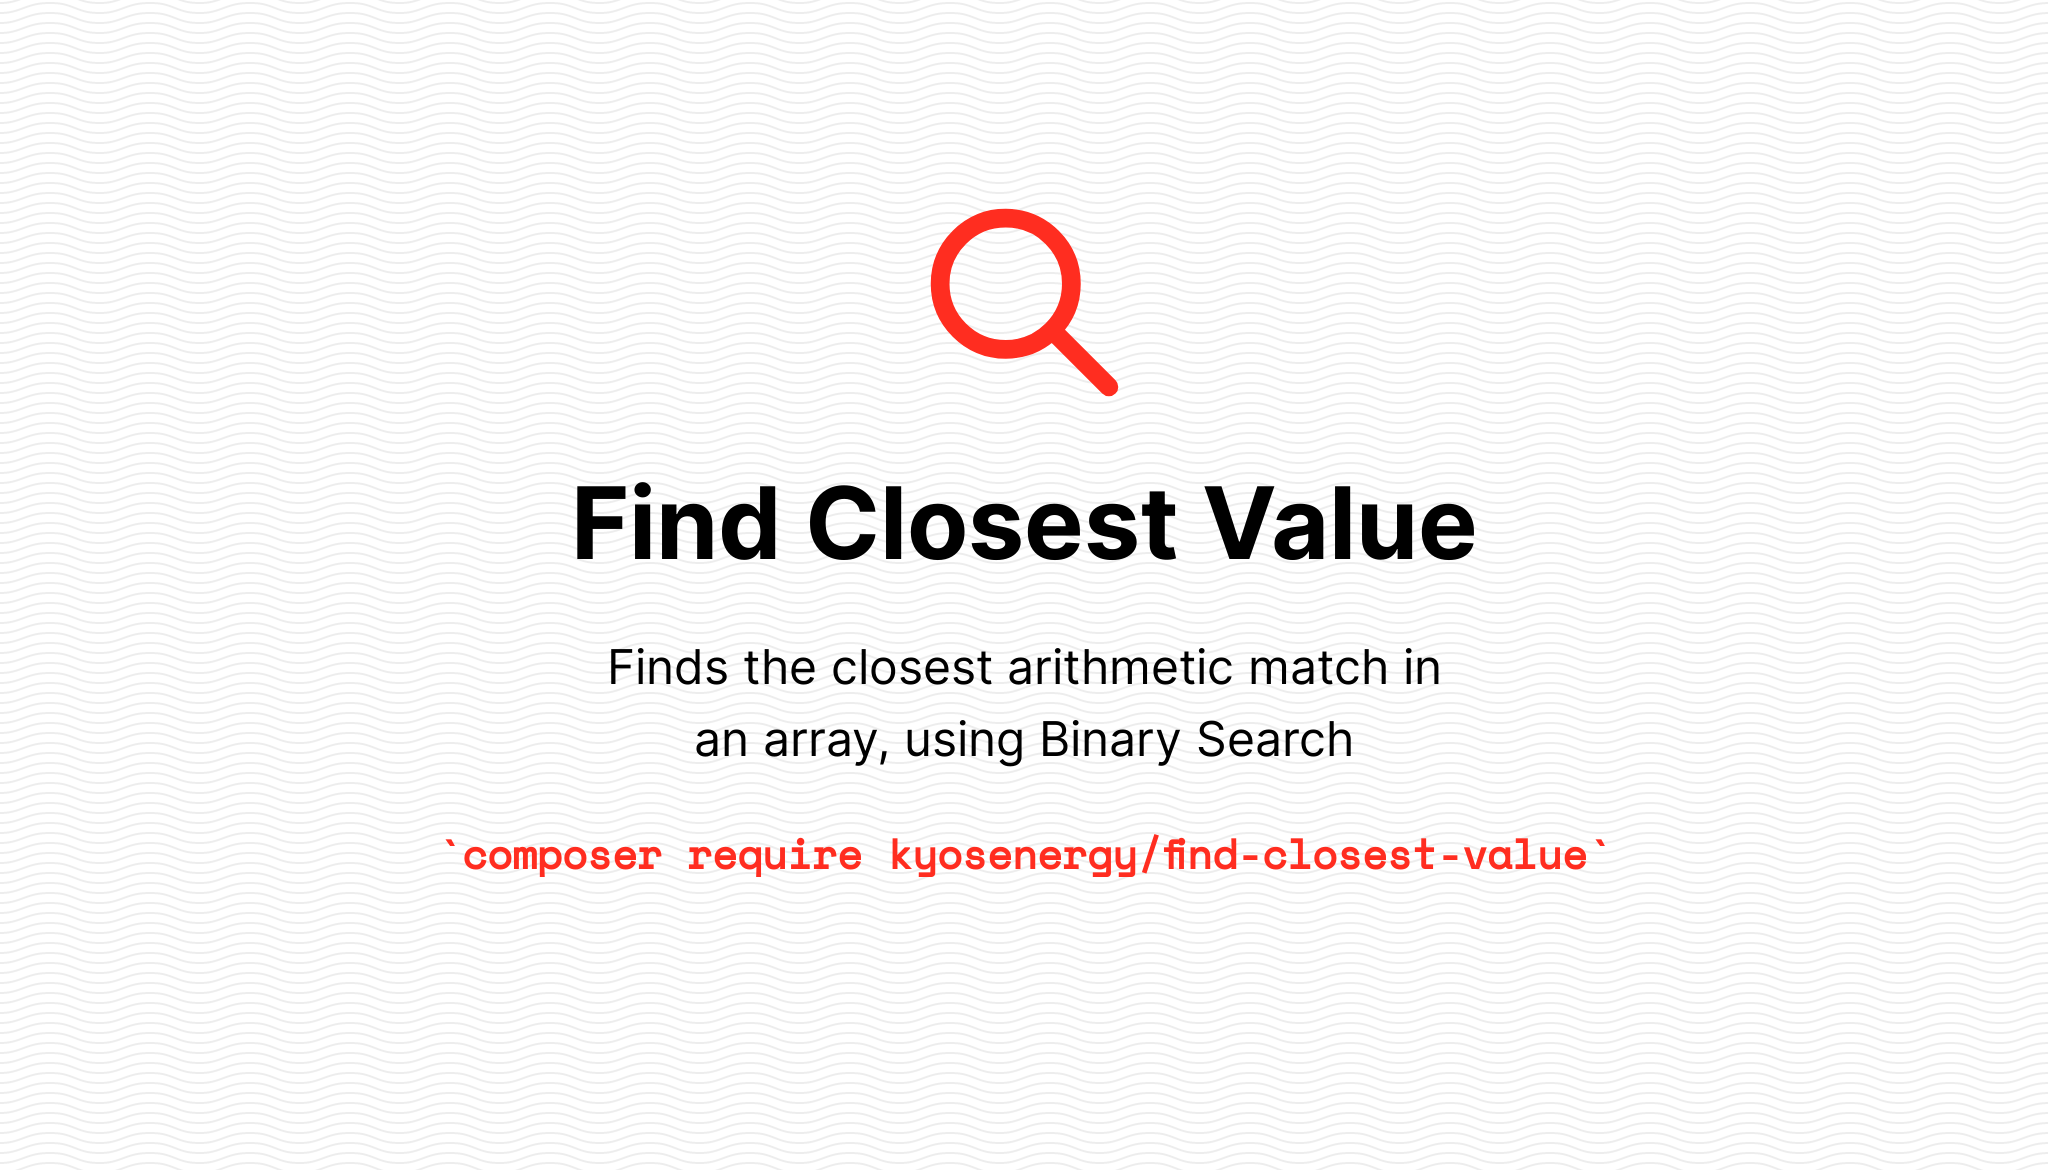 Find Closest Value
Finds the closest arithmetic match in
an array, using Binary Search
`composer require kyosenergy/find-closest-value`